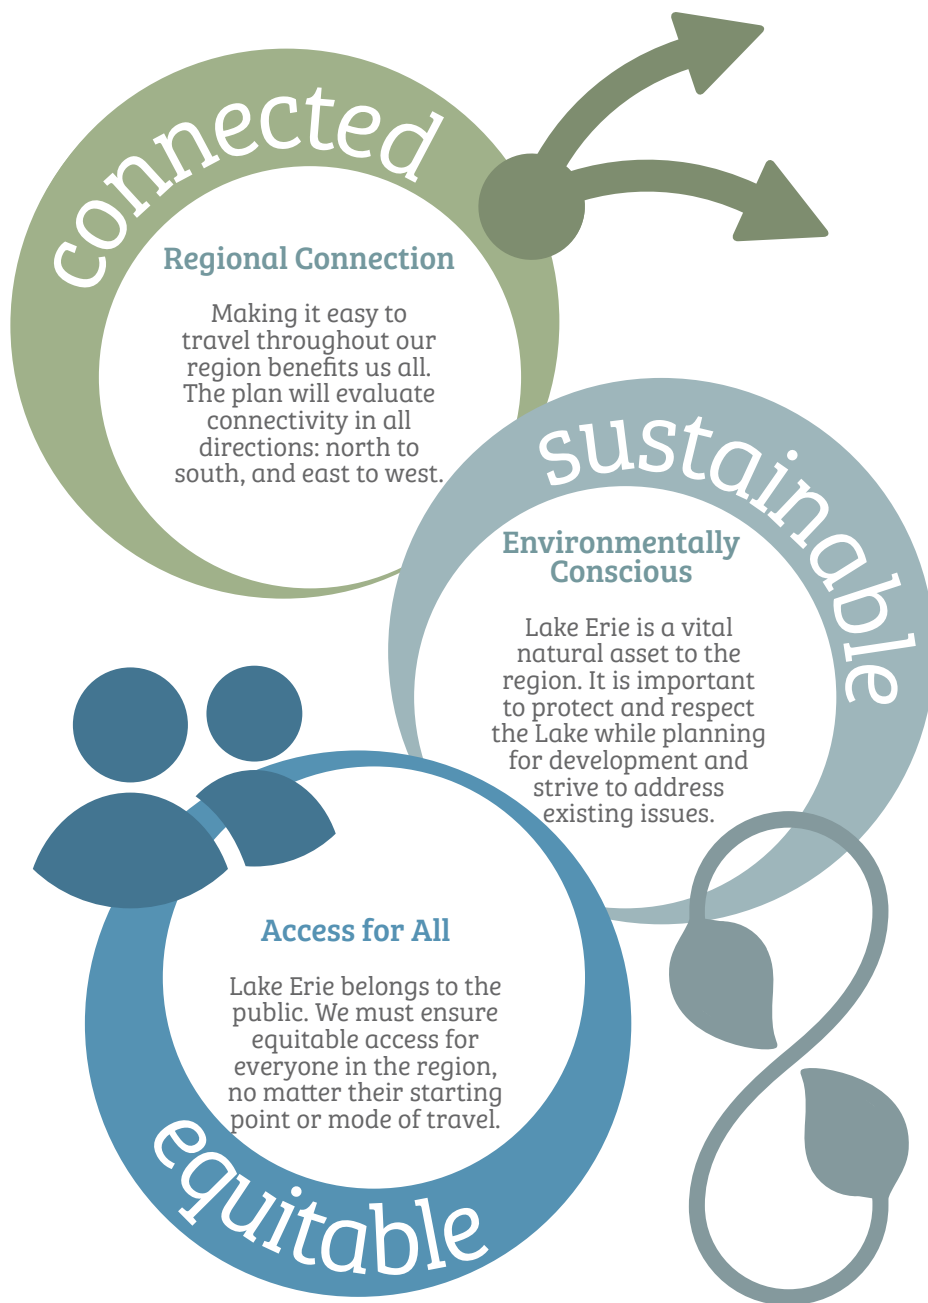 connected
Regional Connection
Making it easy to
travel throughout our
region benefits us all.
The plan will evaluate
connectivity in all
directions: north to
south, and east to west.
sustainable
Environmentally
Conscious
Lake Erie is a vital
natural asset to the
region. It is important
to protect and respect
the Lake while planning
for development and
strive to address
existing issues.
Access for All
Lake Erie belongs to the
public. We must ensure
equitable access for
everyone in the region,
no matter their starting
point or mode of travel.
equitable